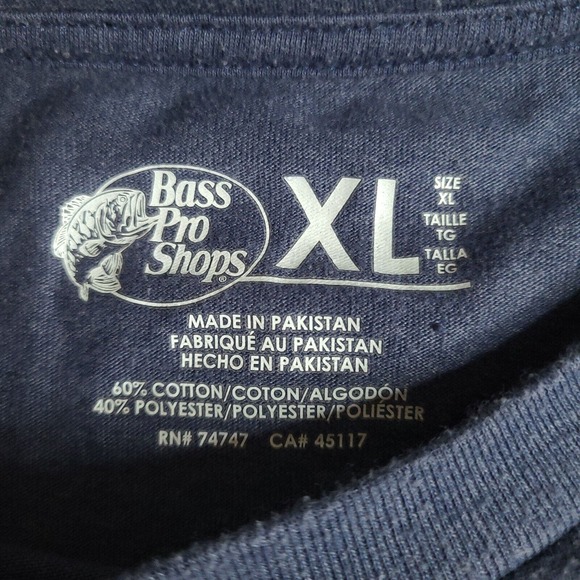 Bass
Pro
Shops®
XL
SIZE
XL
TAILLE
TG
TALLA
EG
MADE IN PAKISTAN
FABRIQUÉ AU PAKISTAN
HECHO EN PAKISTAN
60% COTTON/COTON/ALGODÓN
40% POLYESTER/POLYESTER/POLIÉSTER
RN# 74747 CA# 45117